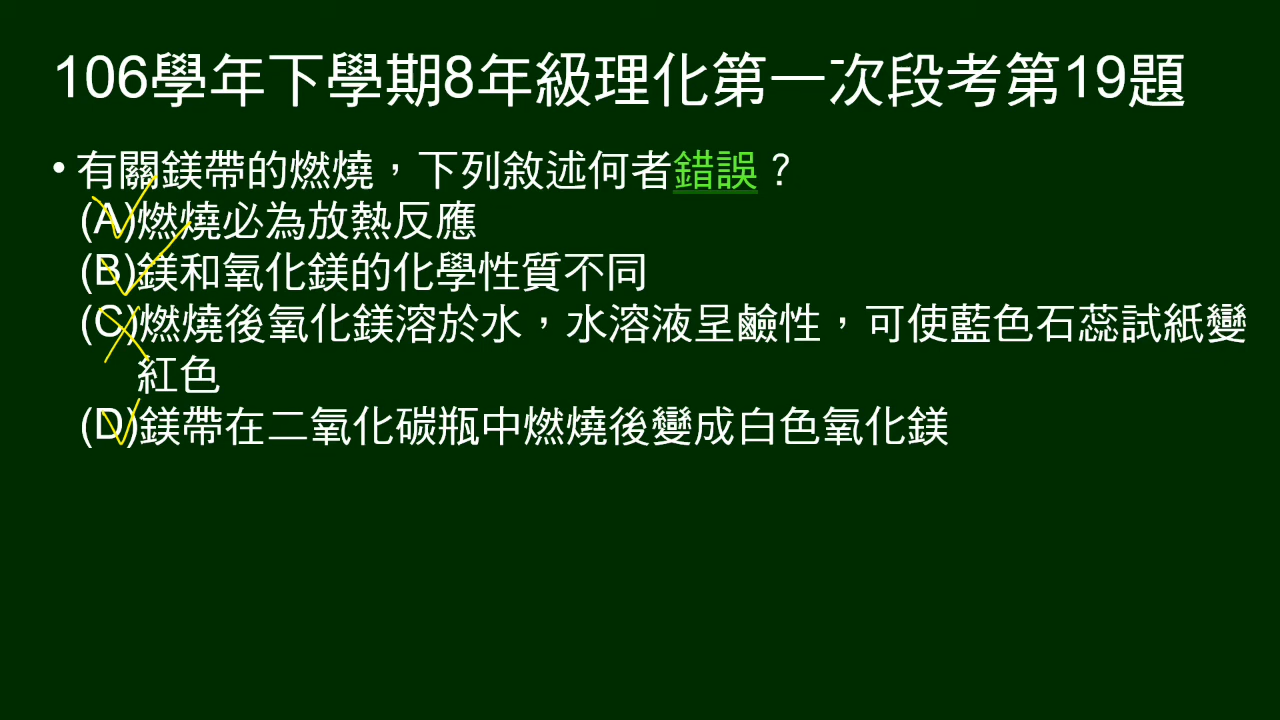 106學年下學期8年級理化第一次段考第19題
• 有關鎂帶的燃燒，下列敘述何者錯誤？
(A)燃燒必為放熱反應
(B)鎂和氧化鎂的化學性質不同
(C)燃燒後氧化鎂溶於水，水溶液呈鹼性，可使藍色石蕊試紙變
紅色
(D)鎂帶在二氧化碳瓶中燃燒後變成白色氧化鎂